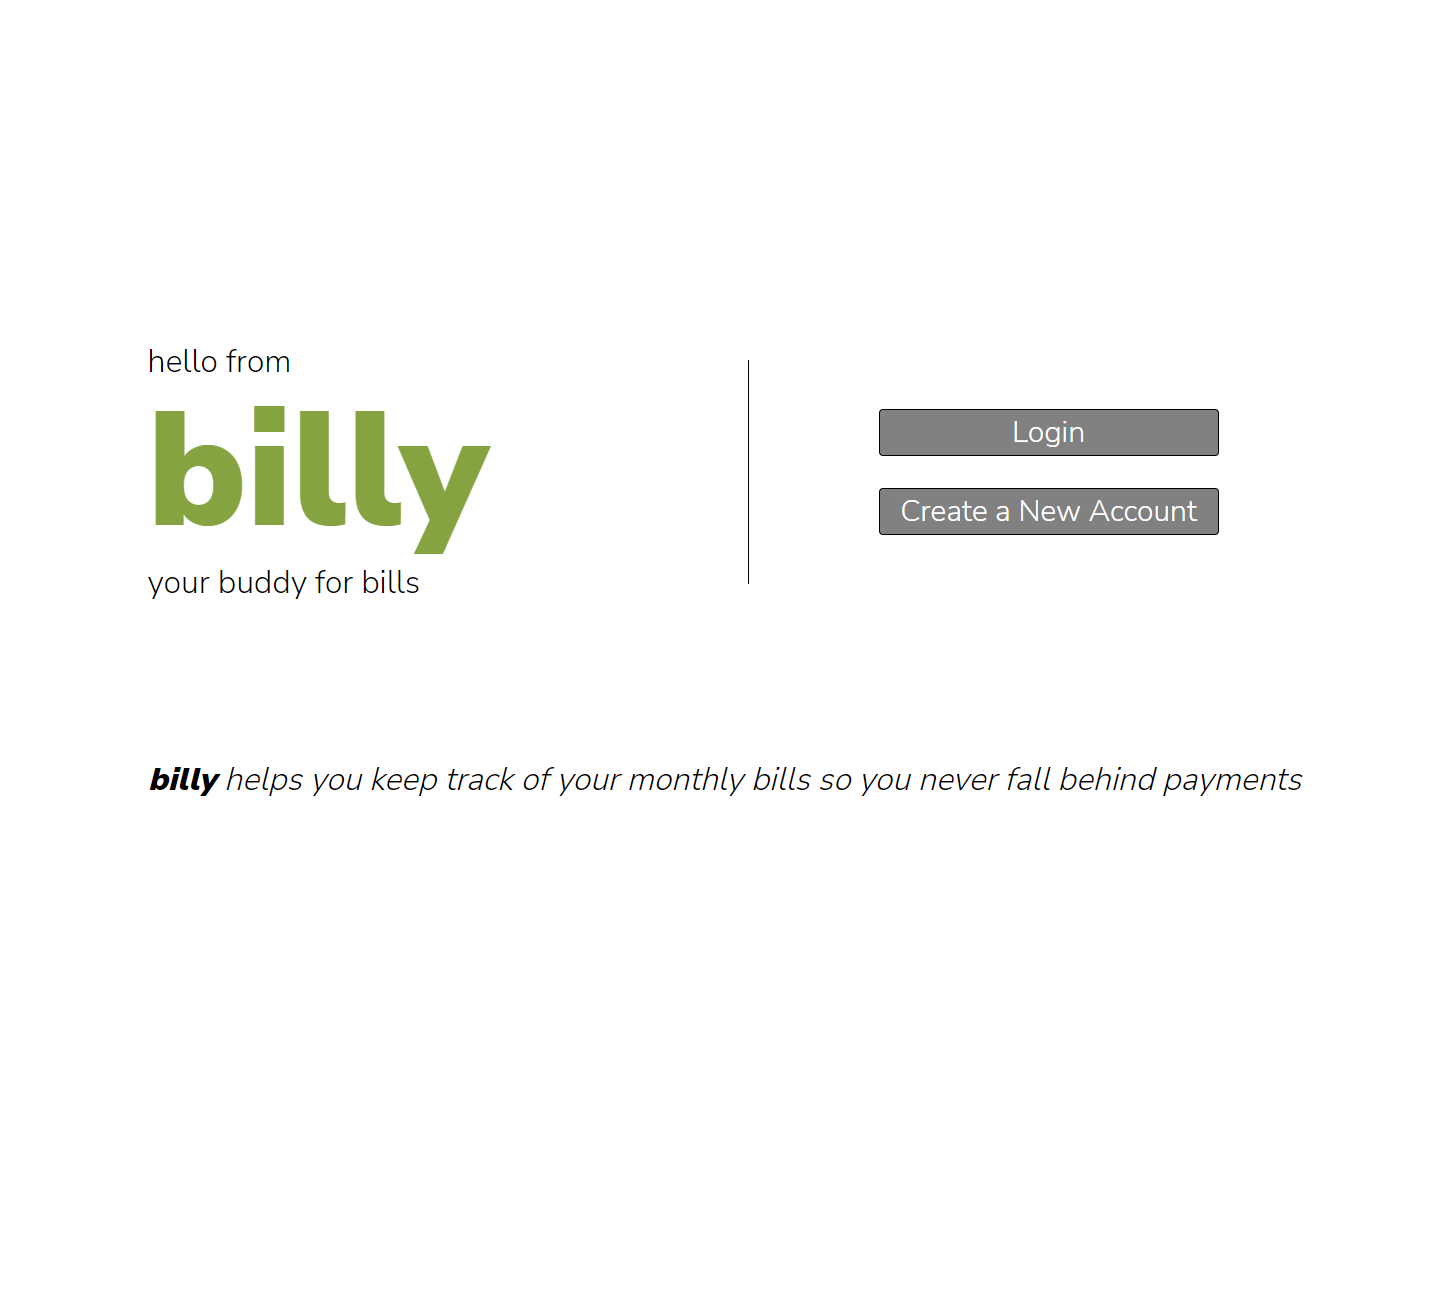 hello from
billy
your buddy for bills
Login
Create a New Account
billy helps you keep track of your monthly bills so you never fall behind payments